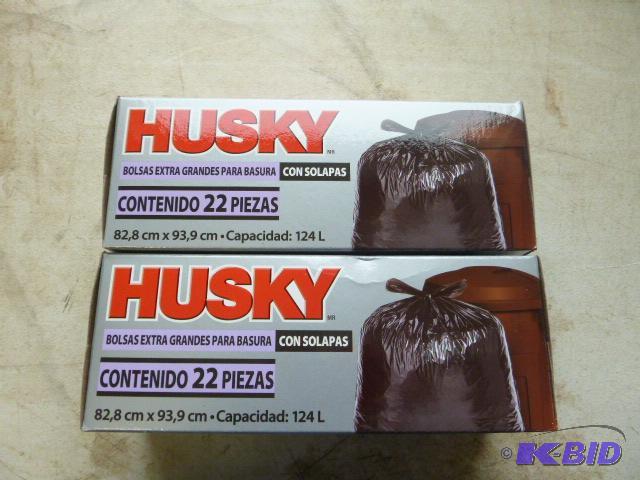 HUSKY
MR
BOLSAS EXTRA GRANDES PARA BASURA CON SOLAPAS
CONTENIDO 22 PIEZAS
82,8 cm x 93,9 cm • Capacidad: 124 L
HUSKY
MR
BOLSAS EXTRA GRANDES PARA BASURA CON SOLAPAS
CONTENIDO 22 PIEZAS
82,8 cm x 93,9 cm • Capacidad: 124 L
© K-BID